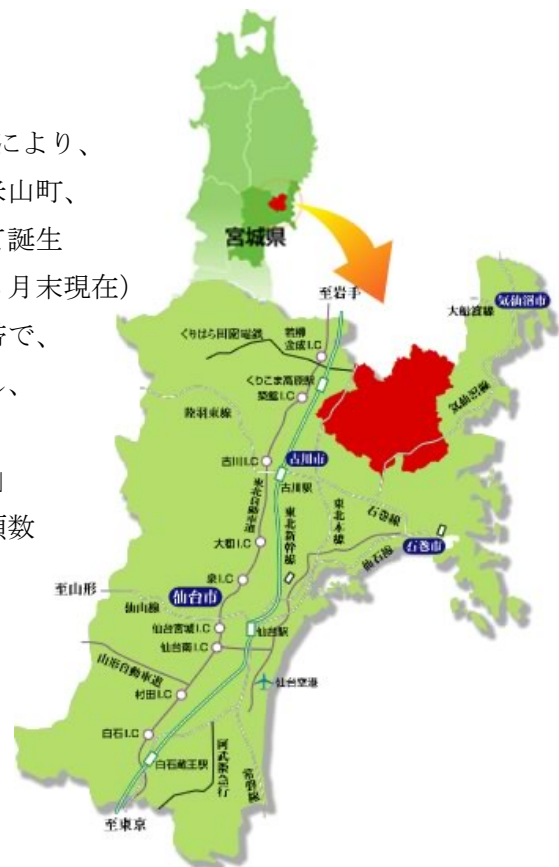 により、
米山町、
て誕生
月末現在）
で、
、
頭数
宮城県
至岩手
大船渡線
気仙沼市
くりはら田園電鉄
若柳
金成I.C
くりこま高原駅
築館I.C
気仙沼線
陸羽東線
古川I.C
古川市
古川駅
東北自動車道
東北新幹線
東北本線
石巻線
石巻市
大和I.C
仙石線
泉I.C
至山形
仙台市
仙山線
仙台宮城I.C
仙台駅
仙台南I.C
山形自動車道
仙台空港
村田I.C
白石I.C
白石蔵王駅
阿武隈急行
常磐線
至東京